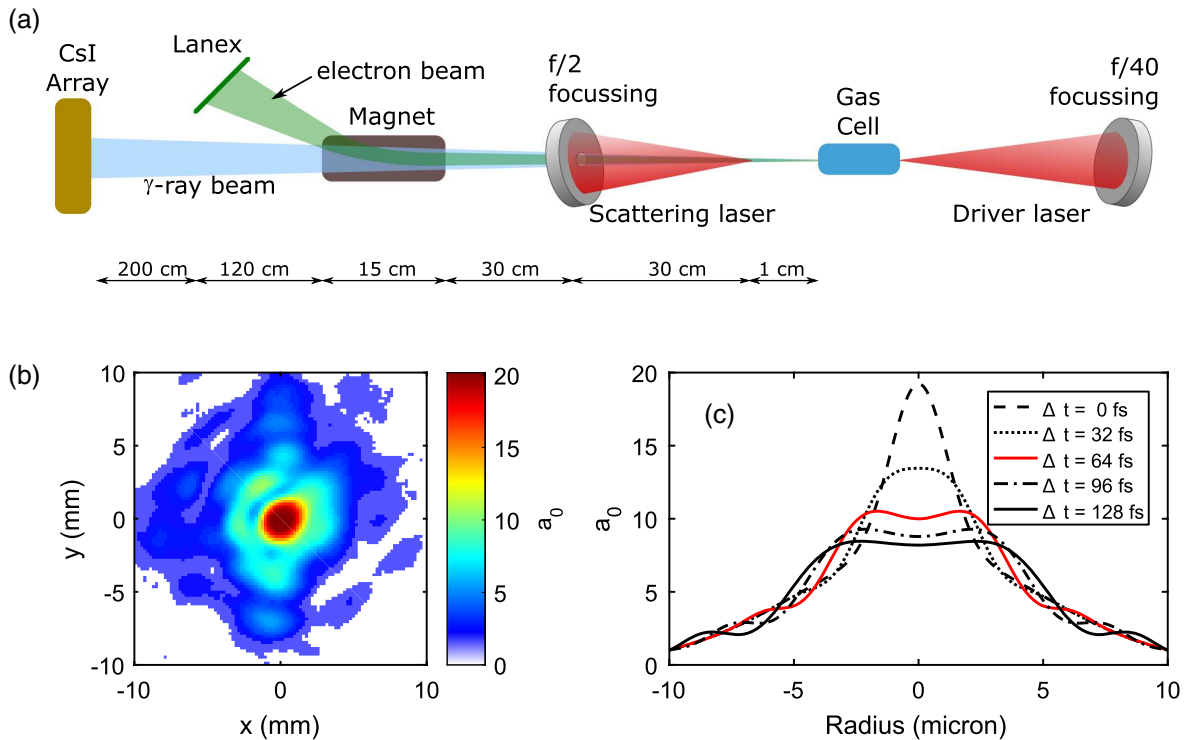 (a)
CsI
Array
Lanex
electron beam
Magnet
f/2
focussing
Gas
Cell
f/40
focussing
γ-ray beam
Scattering laser
Driver laser
200 cm
120 cm
15 cm
30 cm
30 cm
1 cm
(b)
10
5
0
-5
-10
y (mm)
-10
0
10
x (mm)
20
15
10
5
0
a0
(c)
20
15
10
5
0
a0
-10
-5
0
5
10
Radius (micron)
Δ t = 0 fs
Δ t = 32 fs
Δ t = 64 fs
Δ t = 96 fs
Δ t = 128 fs